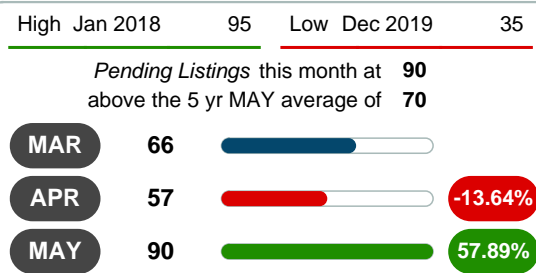 High Jan 2018 95 Low Dec 2019 35
Pending Listings this month at 90
above the 5 yr MAY average of 70
MAR 66
APR 57 -13.64%
MAY 90 57.89%